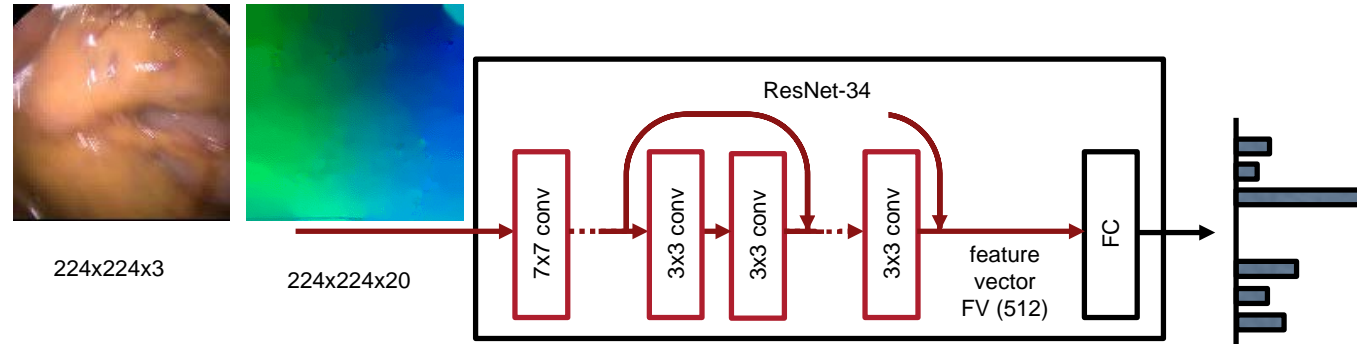 ResNet-34
7x7 conv
3x3 conv
3x3 conv
3x3 conv
FC
feature
vector
FV (512)
224x224x3
224x224x20